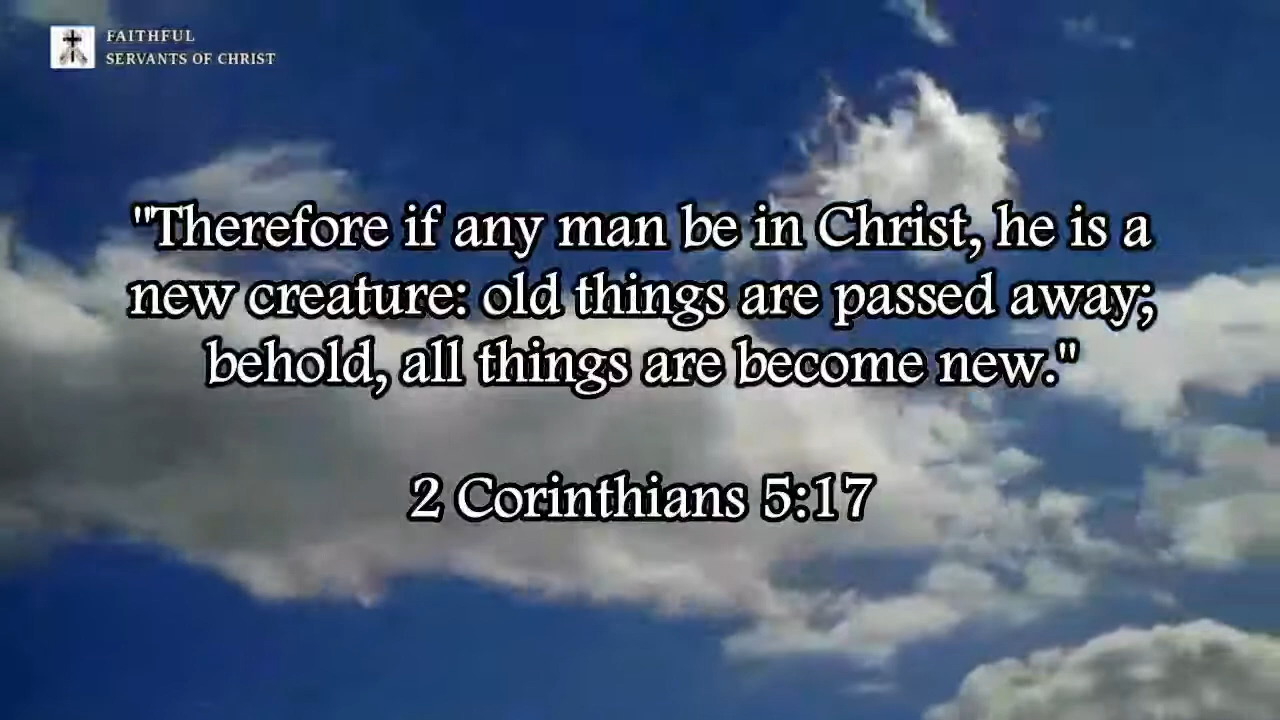 FAITHFUL
SERVANTS OF CHRIST
"Therefore if any man be in Christ, he is a
new creature: old things are passed away;
behold, all things are become new."
2 Corinthians 5:17